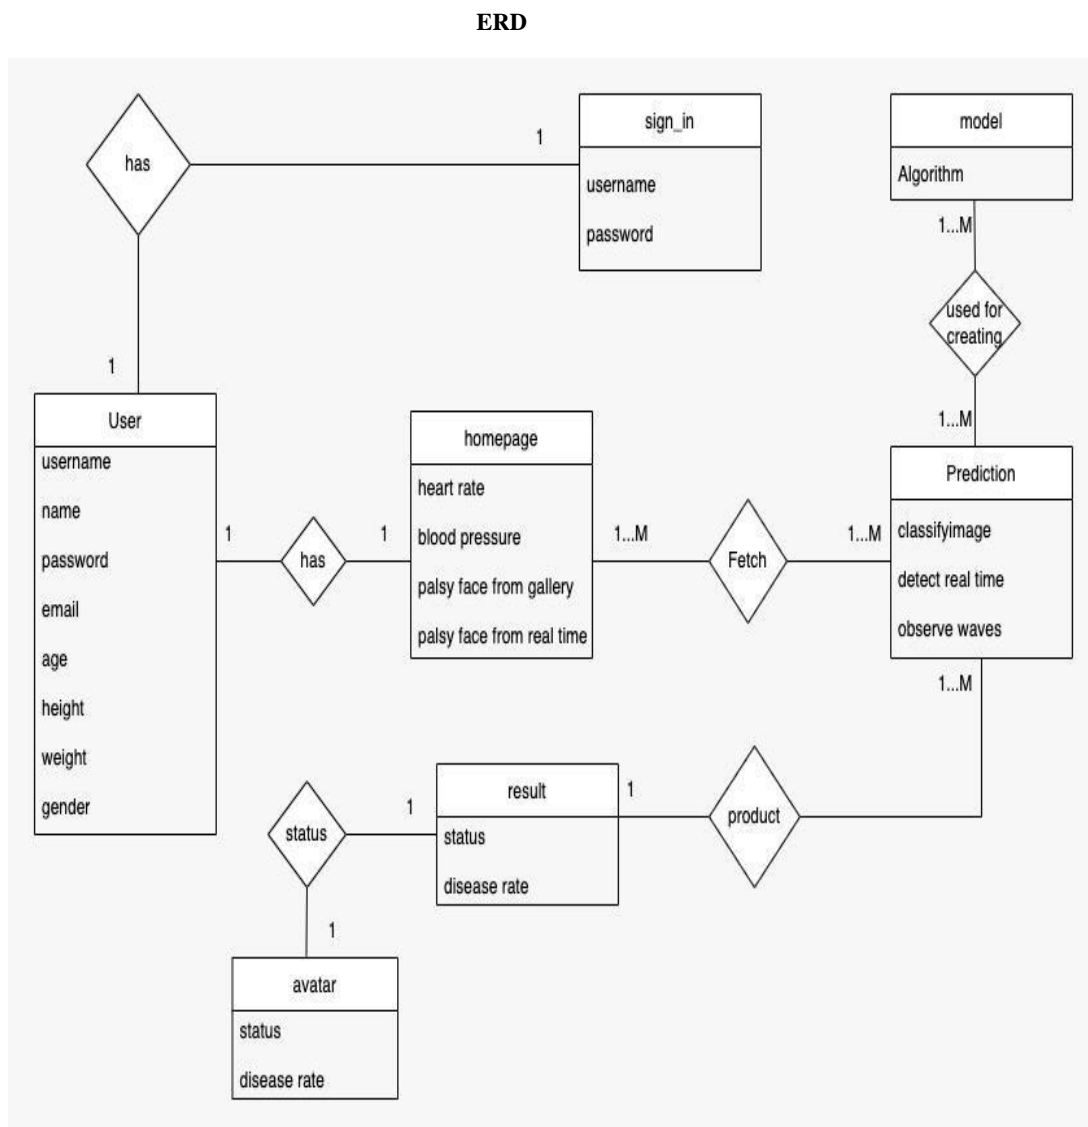 ERD
has
1
sign_in
username
password
model
Algorithm
1...M
used for
creating
1...M
1
User
username
name
password
email
age
height
weight
gender
1
has
1
homepage
heart rate
blood pressure
palsy face from gallery
palsy face from real time
1...M
Fetch
1...M
Prediction
classifyimage
detect real time
observe waves
1...M
product
1
result
status
disease rate
1
status
1
avatar
status
disease rate